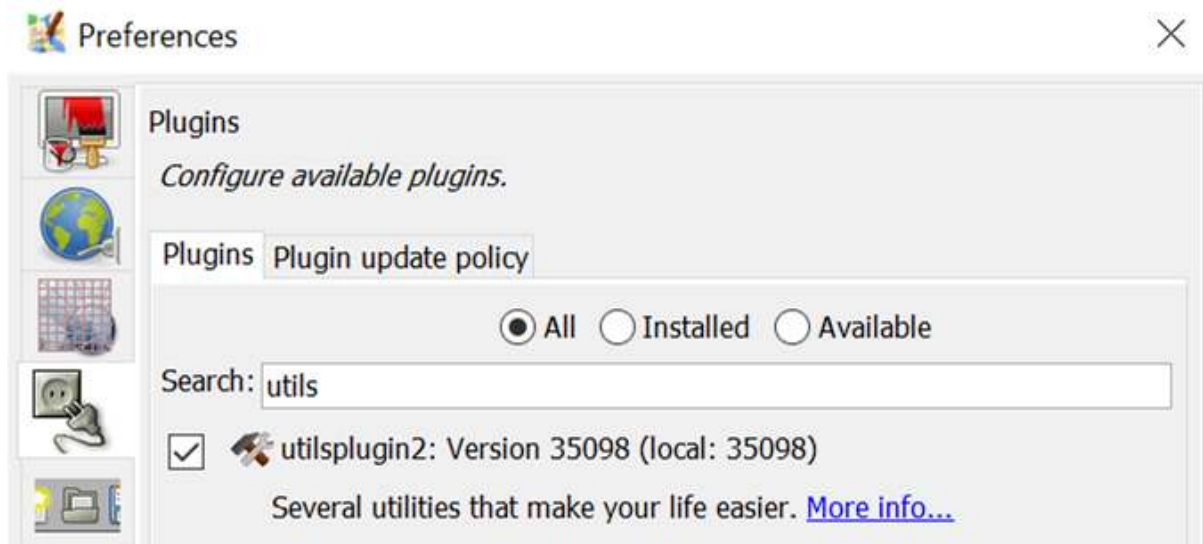 Preferences
Plugins
Configure available plugins.
Plugins Plugin update policy
All Installed Available
Search: utils
utilsplugin2: Version 35098 (local: 35098)
Several utilities that make your life easier. More info...